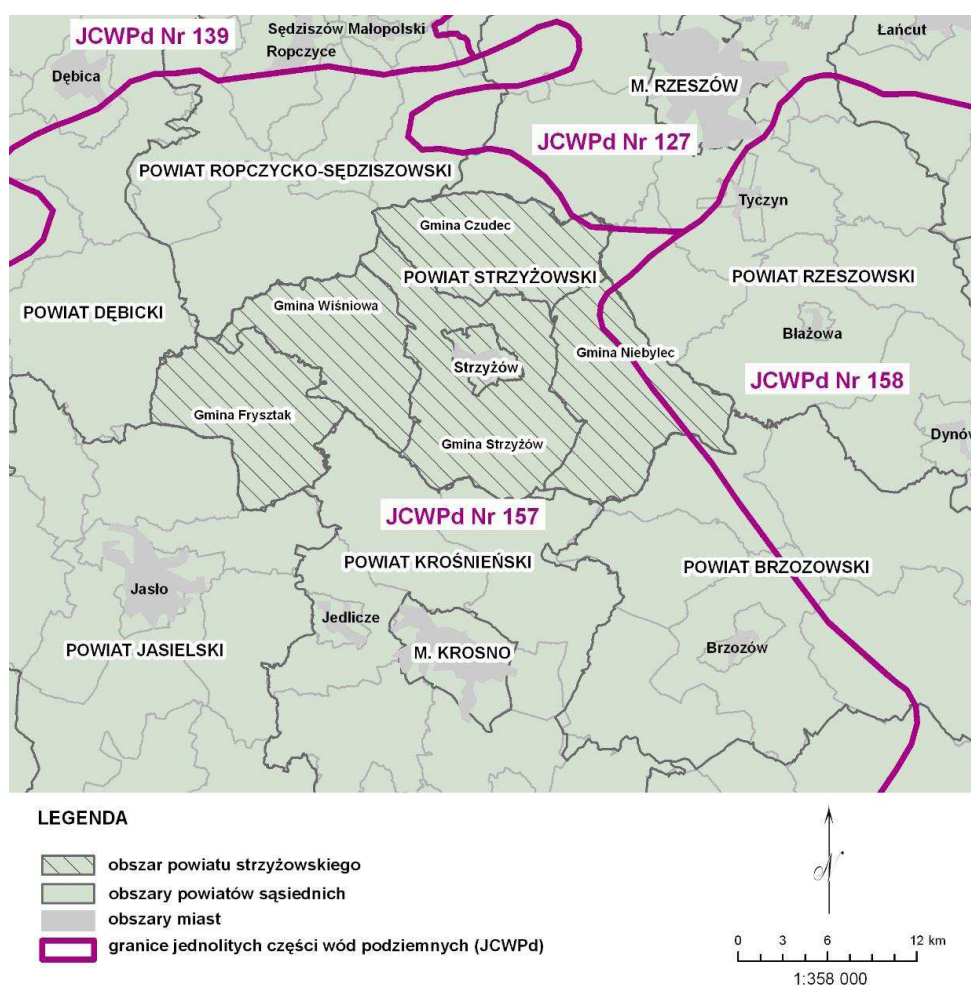 JCWPd Nr 139
Sędziszów Małopolski
Ropczyce
Łańcut
Dębica
M. RZESZÓW
JCWPd Nr 127
POWIAT ROPCZYCKO-SĘDZISZOWSKI
Tyczyn
Gmina Czudec
POWIAT STRZYŻOWSKI
POWIAT RZESZOWSKI
Gmina Wiśniowa
POWIAT DĘBICKI
Błażowa
Gmina Niebylec
Strzyżów
JCWPd Nr 158
Gmina Frysztak
Gmina Strzyżów
Dynów
JCWPd Nr 157
POWIAT KROŚNIEŃSKI
POWIAT BRZOZOWSKI
Jasło
Jedlicze
POWIAT JASIELSKI
M. KROSNO
Brzozów
LEGENDA
obszar powiatu strzyżowskiego
obszary powiatów sąsiednich
obszary miast
granice jednolitych części wód podziemnych (JCWPd)
N
0 3 6 12 km
1:358 000